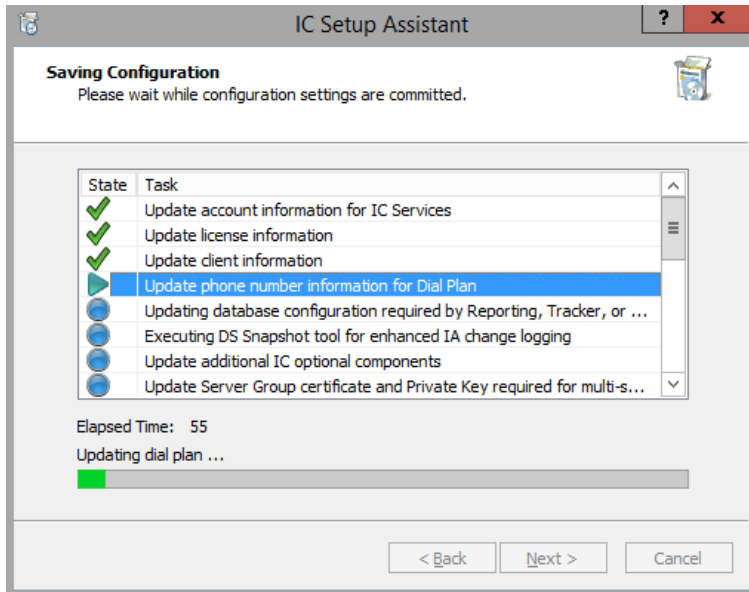 IC Setup Assistant
? x
Saving Configuration
Please wait while configuration settings are committed.
State Task
Update account information for IC Services
Update license information
Update client information
Update phone number information for Dial Plan
Updating database configuration required by Reporting, Tracker, or ...
Executing DS Snapshot tool for enhanced IA change logging
Update additional IC optional components
Update Server Group certificate and Private Key required for multi-s...
Elapsed Time: 55
Updating dial plan ...
< Back Next > Cancel